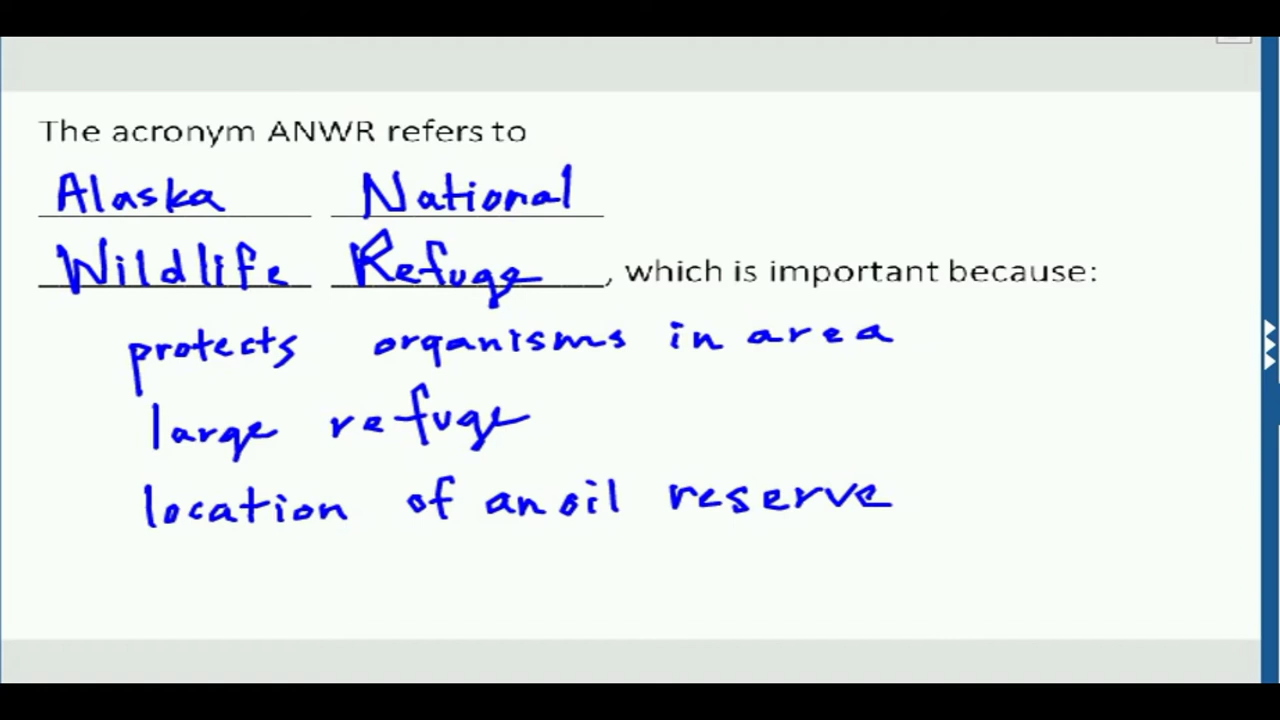 The acronym ANWR refers to
Alaska National
Wildlife Refuge, which is important because:
protects organisms in area
large refuge
location of an oil reserve